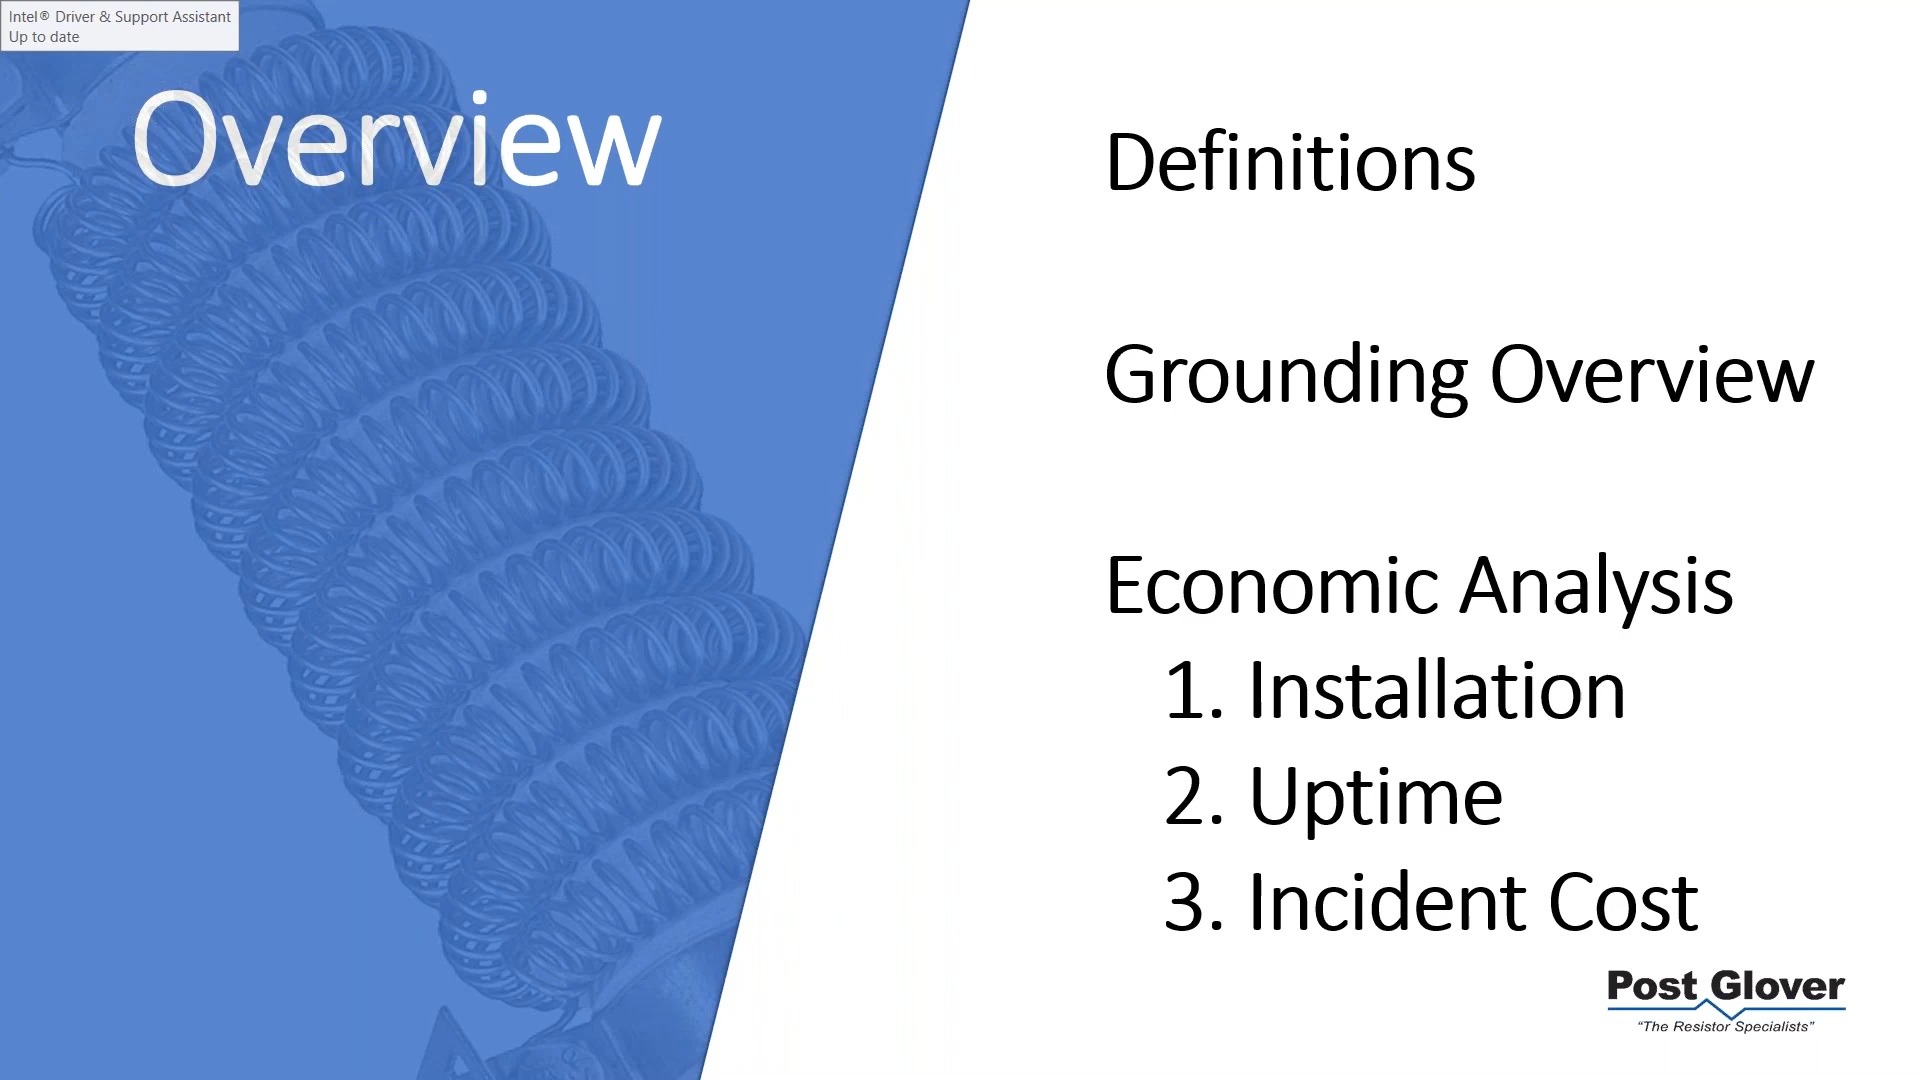 Intel® Driver & Support Assistant
Up to date
Overview
Definitions
Grounding Overview
Economic Analysis
1. Installation
2. Uptime
3. Incident Cost
Post Glover
“The Resistor Specialists”